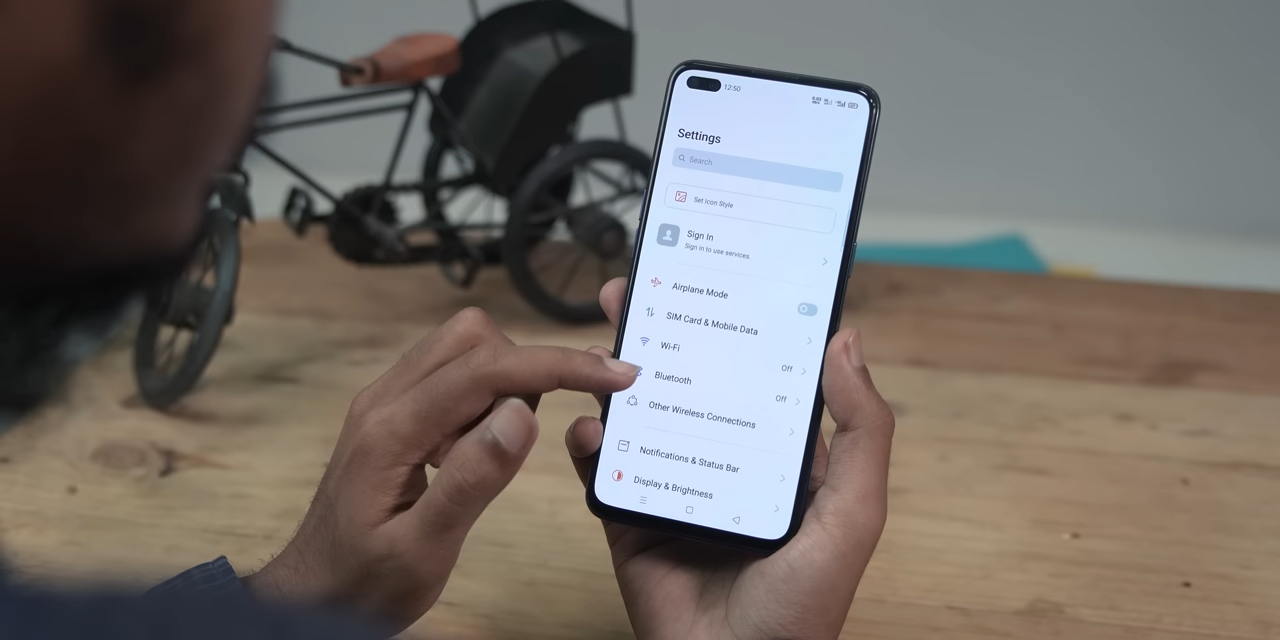 12:50
Settings
Search
Set Icon Style
Sign In
Sign in to use services
Airplane Mode
SIM Card & Mobile Data
Wi-Fi
Off
Bluetooth
Off
Other Wireless Connections
Notifications & Status Bar
Display & Brightness